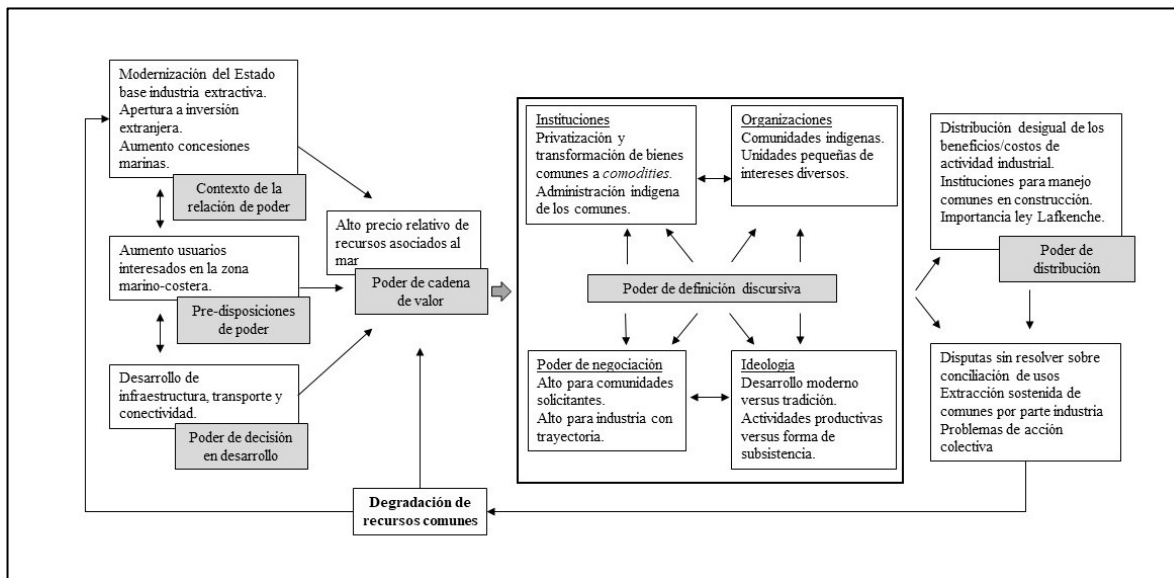 Modernización del Estado
base industria extractiva.
Apertura a inversión
extranjera.
Aumento concesiones
marinas.
Contexto de la
relación de poder
Aumento usuarios
interesados en la zona
marino-costera.
Pre-disposiciones
de poder
Desarrollo de
infraestructura, transporte y
conectividad.
Poder de decisión
en desarrollo
Alto precio relativo de
recursos asociados al
mar
Poder de cadena
de valor
Instituciones
Privatización y
transformación de bienes
comunes a comodities.
Administración indígena
de los comunes.
Organizaciones
Comunidades indígenas.
Unidades pequeñas de
intereses diversos.
Poder de definición discursiva
Poder de negociación
Alto para comunidades
solicitantes.
Alto para industria con
trayectoria.
Ideología
Desarrollo moderno
versus tradición.
Actividades productivas
versus forma de
subsistencia.
Distribución desigual de los
beneficios/costos de
actividad industrial.
Instituciones para manejo
comunes en construcción.
Importancia ley Lafkenche.
Poder de
distribución
Disputas sin resolver sobre
conciliación de usos
Extracción sostenida de
comunes por parte industria
Problemas de acción
colectiva
Degradación de
recursos comunes